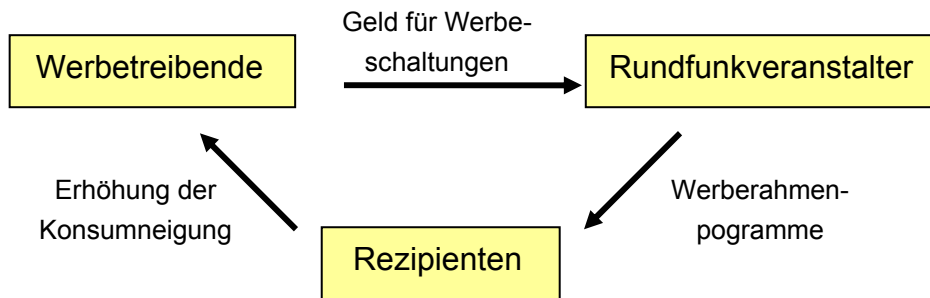 Geld für Werbe-
schaltungen
Werbetreibende
Rundfunkveranstalter
Erhöhung der
Konsumneigung
Werberahmen-
pogramme
Rezipienten